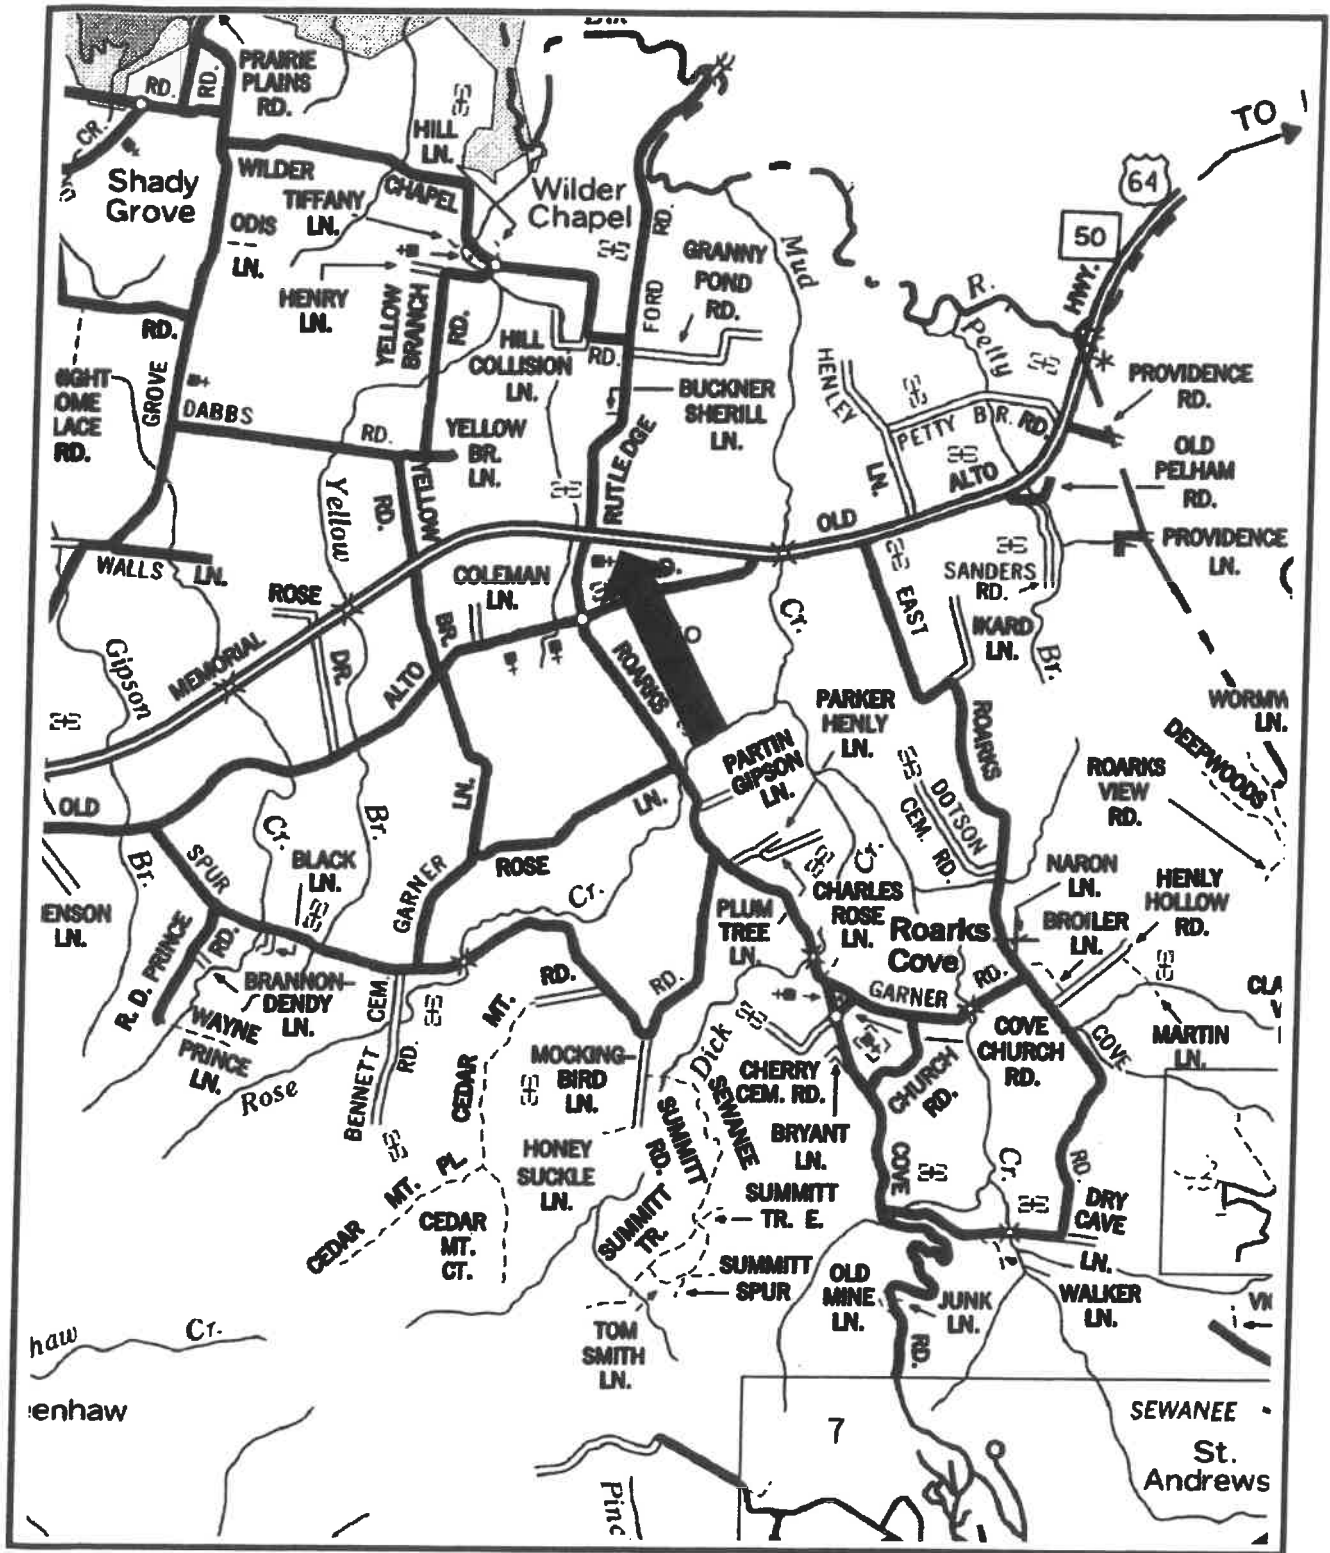 PRAIRIE
PLAINS
RD.
RD.
RD.
CR.
TO
HILL
LN.
64
50
HWY.
Shady
Grove
WILDER
CHAPEL
TIFFANY
LN.
Wilder
Chapel
ODIS
LN.
HENRY
LN.
YELLOW
BRANCH
RD.
RD.
FORD
GRANNY
POND
RD.
Mud
R.
Petty
RD.
HILL
COLLISION
LN.
RD.
HENLEY
LN.
PROVIDENCE
RD.
GROVE
DABBS
RD.
BUCKNER
SHERILL
LN.
PETTY BR. RD.
OME
LACE
RD.
YELLOW
BR.
LN.
RUTLEDGE
ALTO
OLD
OLD
PELHAM
RD.
Yellow
RD.
YELLOW
BR.
WALLS
LN.
ROSE
DR.
COLEMAN
LN.
EAST
SANDERS
RD.
IKARD
LN.
Br.
PROVIDENCE
LN.
Cr.
Gipson
MEMORIAL
ALTO
ROARKS
PARKER
HENLY
LN.
ROARKS
WORMW
LN.
DEEPWOODS
PARTIN
GIPSON
LN.
ROARKS
VIEW
RD.
OLD
LN.
LN.
DOTSON
CEM. RD.
Br.
SPUR
Cr.
Br.
BLACK
LN.
GARNER
ROSE
Cr.
Cr.
CHARLES
ROSE
LN.
NARON
LN.
HENLY
HOLLOW
RD.
BROILER
LN.
ENSON
LN.
R. D. PRINCE
RD.
PLUM
TREE
LN.
Roarks
Cove
BRANNON-
DENDY
LN.
CEM.
RD.
RD.
GARNER
RD.
CLA
WAYNE
PRINCE
LN.
MT.
CEDAR
Dick
COVE
CHURCH
RD.
COVE
MARTIN
LN.
Rose
BENNETT
RD.
MOCKING-
BIRD
LN.
SEWANEE
SUMMITT
RD.
CHERRY
CEM. RD.
CHURCH
RD.
BRYANT
LN.
HONEY
SUCKLE
LN.
COVE
Cr.
RD.
CEDAR MT. PL.
CEDAR
MT.
CT.
SUMMITT
TR.
SUMMITT
TR. E.
DRY
CAVE
LN.
SUMMITT
SPUR
OLD
MINE
LN.
JUNK
LN.
WALKER
LN.
haw
Cr.
TOM
SMITH
LN.
RD.
enhaw
7
SEWANEE
St.
Andrews